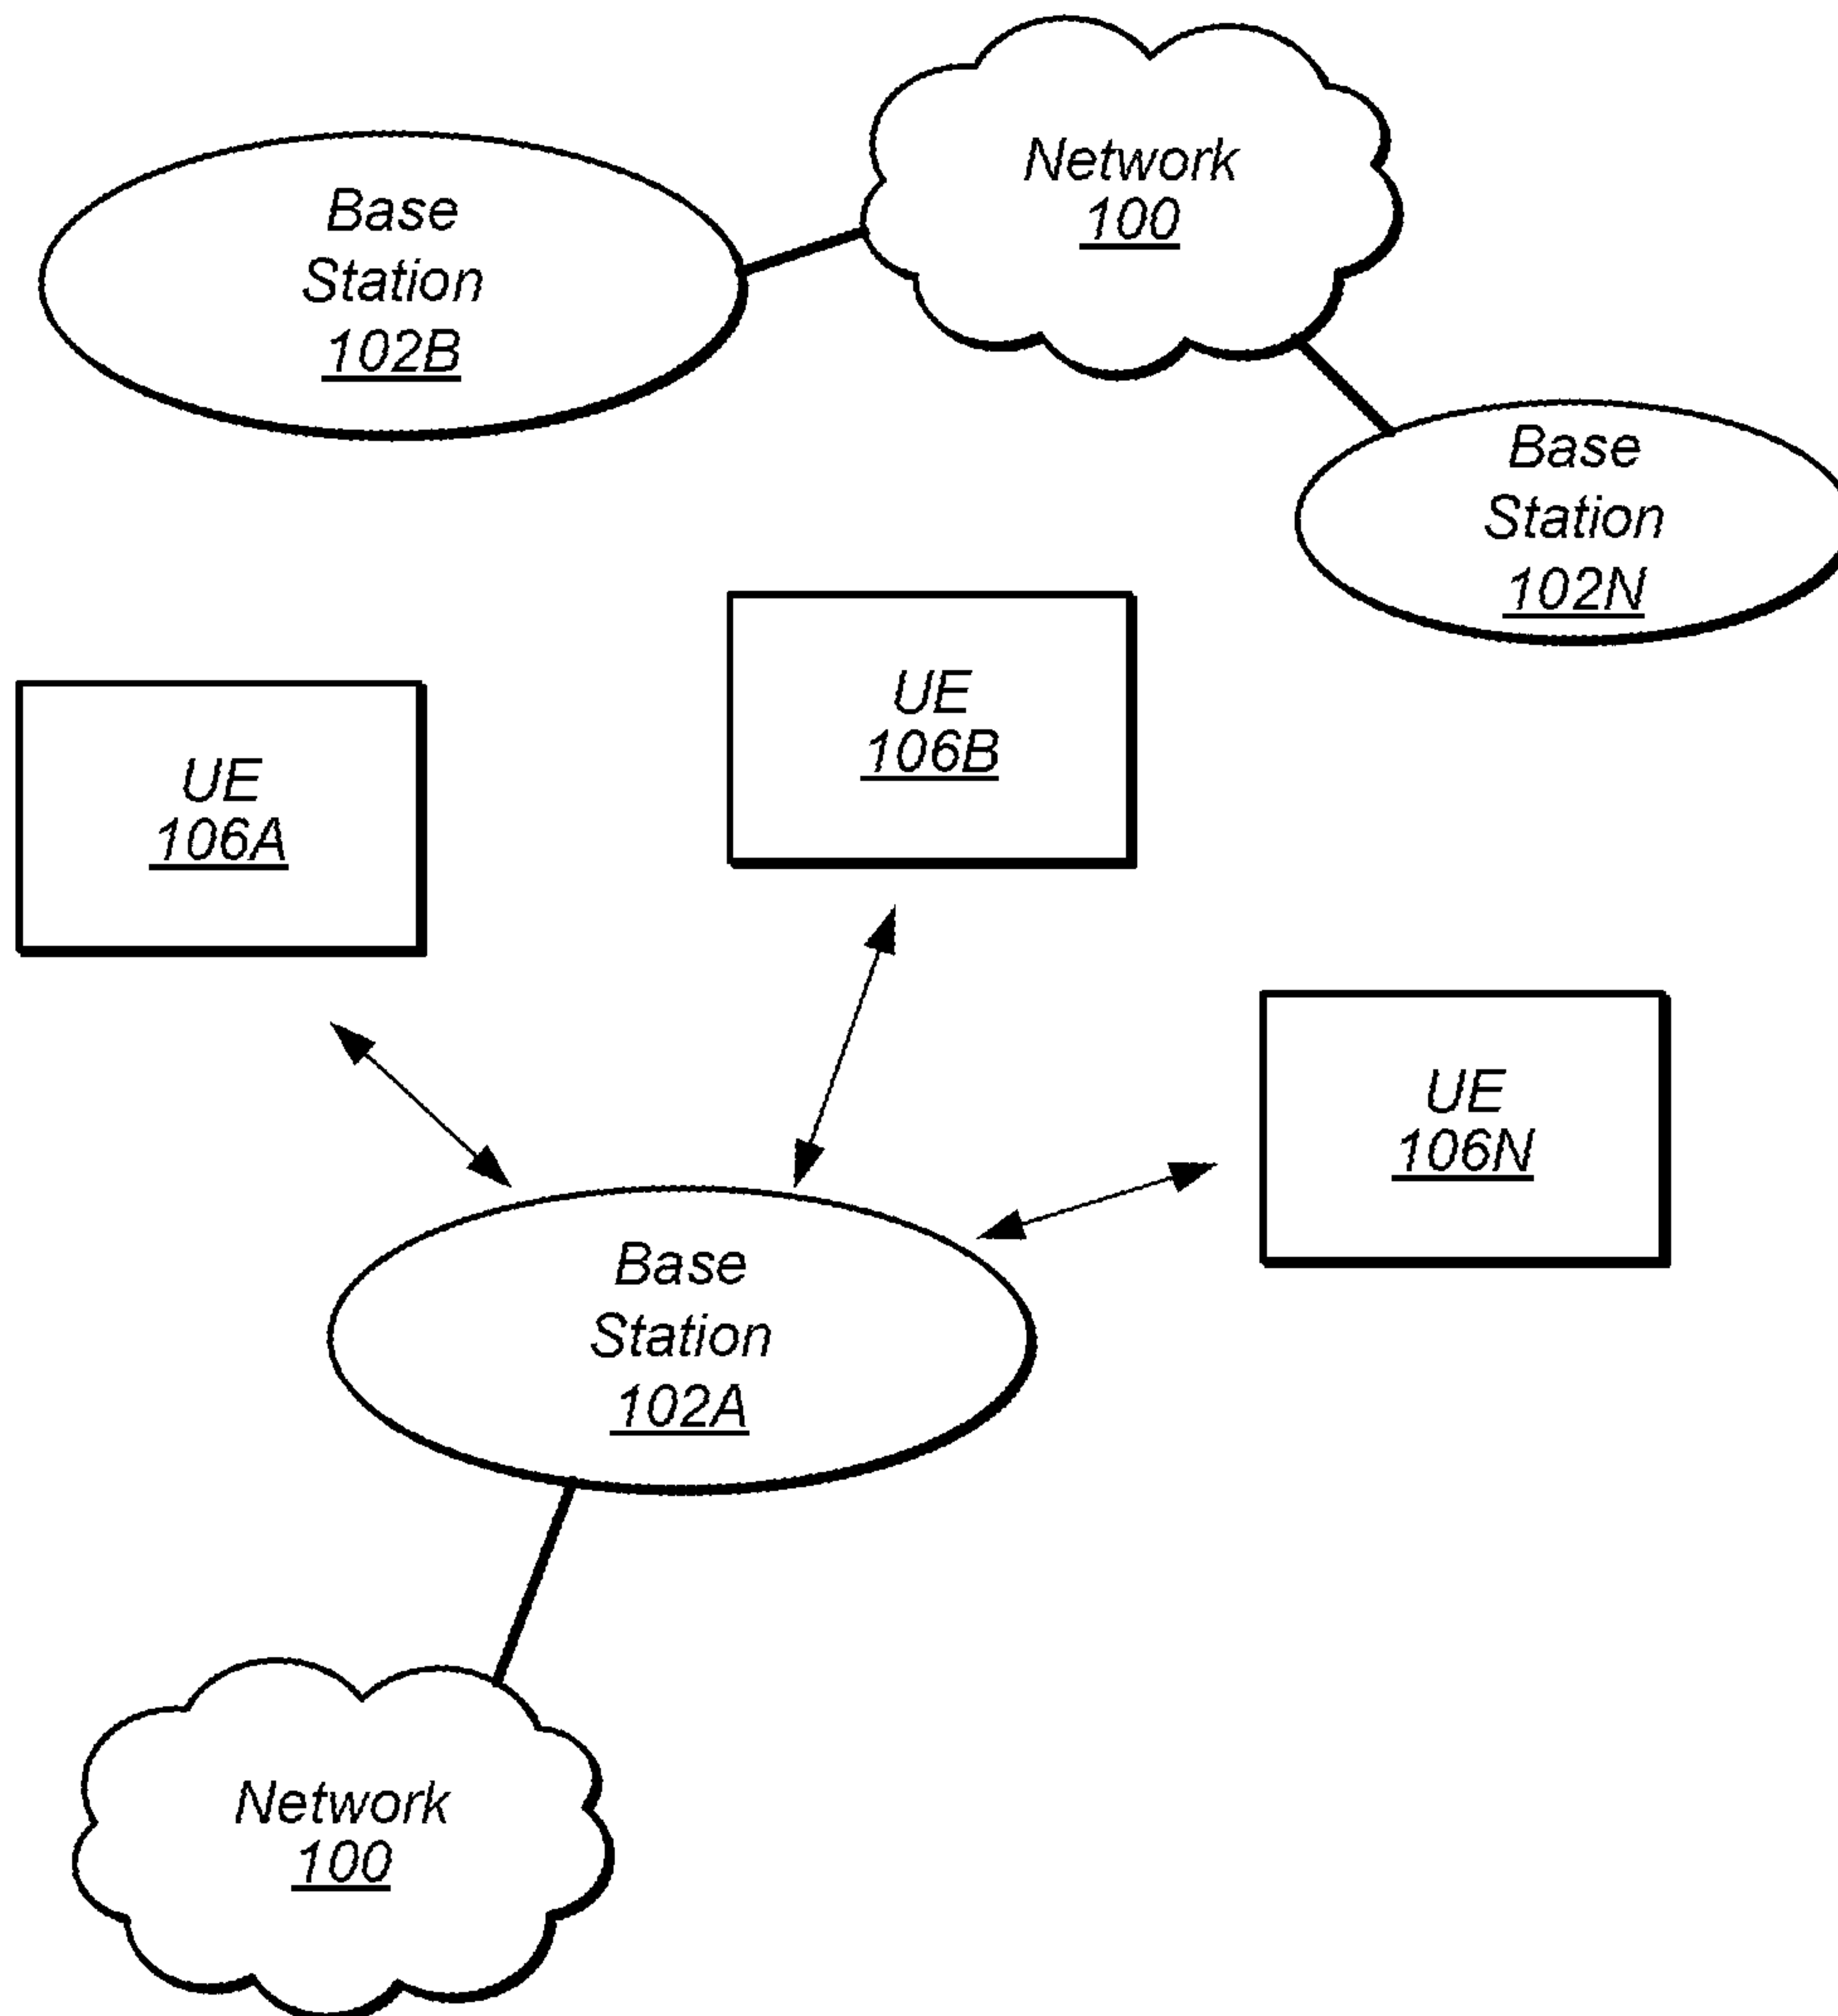 Network
100
Base
Station
102B
Base
Station
102N
UE
106B
UE
106A
UE
106N
Base
Station
102A
Network
100